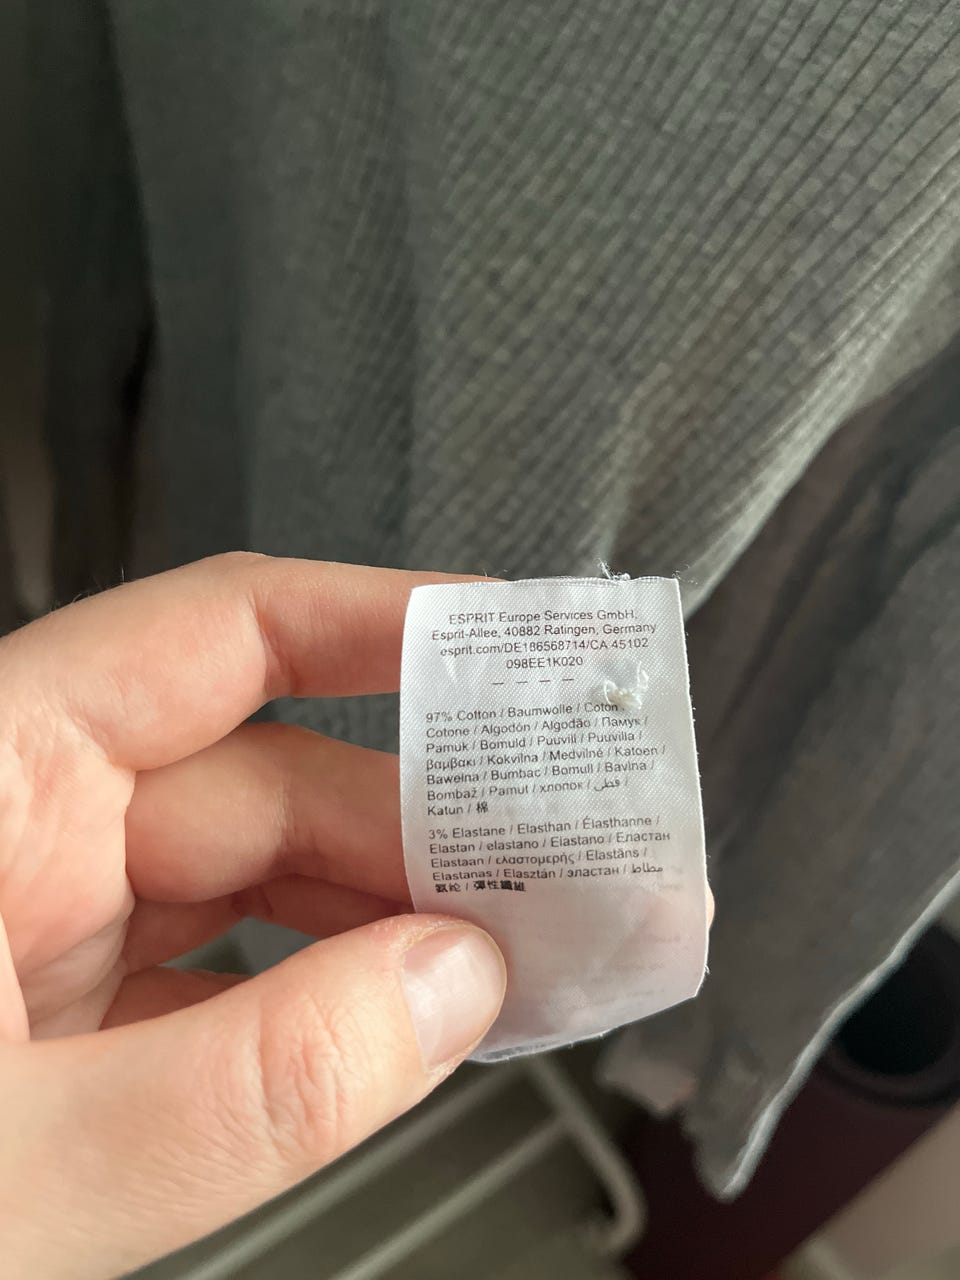 ESPRIT Europe Services GmbH,
Esprit-Allee, 40882 Ratingen, Germany
esprit.com/DE186568714/CA 45102
098EE1K020
– – – –
97% Cotton / Baumwolle / Coton
Cotone / Algodón / Algodão / Памук /
Pamuk / Bomuld / Puuvill / Puuvilla /
βαμβακι / Kokvilna / Medvilnė / Katoen /
Bawełna / Bumbac / Bomull / Bavlna /
Bombaž / Pamut / хлопок / قطن /
Katun / 棉
3% Elastane / Elasthan / Élasthanne /
Elastan / elastano / Elastano / Еластан
Elastaan / ελαστομερής / Elastāns /
Elastanas / Elasztán / эластан / مطاط
氨纶 / 彈性纖維